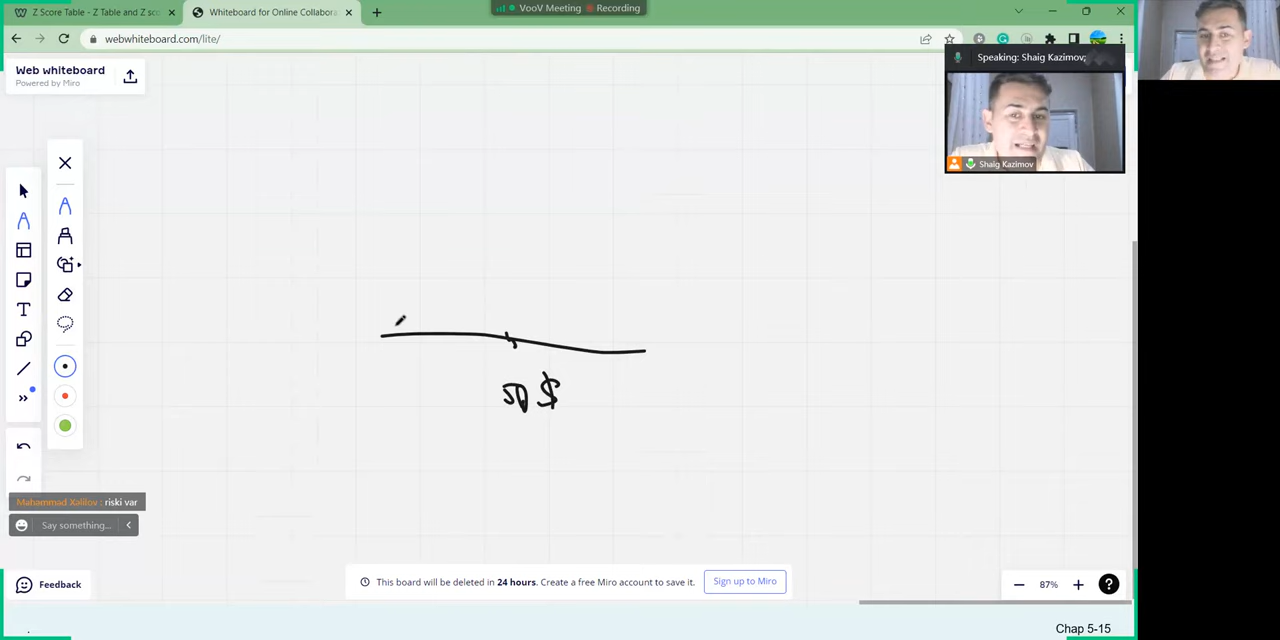 Z Score Table - Z Table and Z sco
Whiteboard for Online Collabora
VooV Meeting
Recording
webwhiteboard.com/lite/
Web whiteboard
Powered by Miro
Speaking: Shaig Kazimov;
Shaig Kazimov
50 $
Mahammad Xalilov : riski var
Say something...
Feedback
This board will be deleted in 24 hours. Create a free Miro account to save it.
Sign up to Miro
87%
Chap 5-15